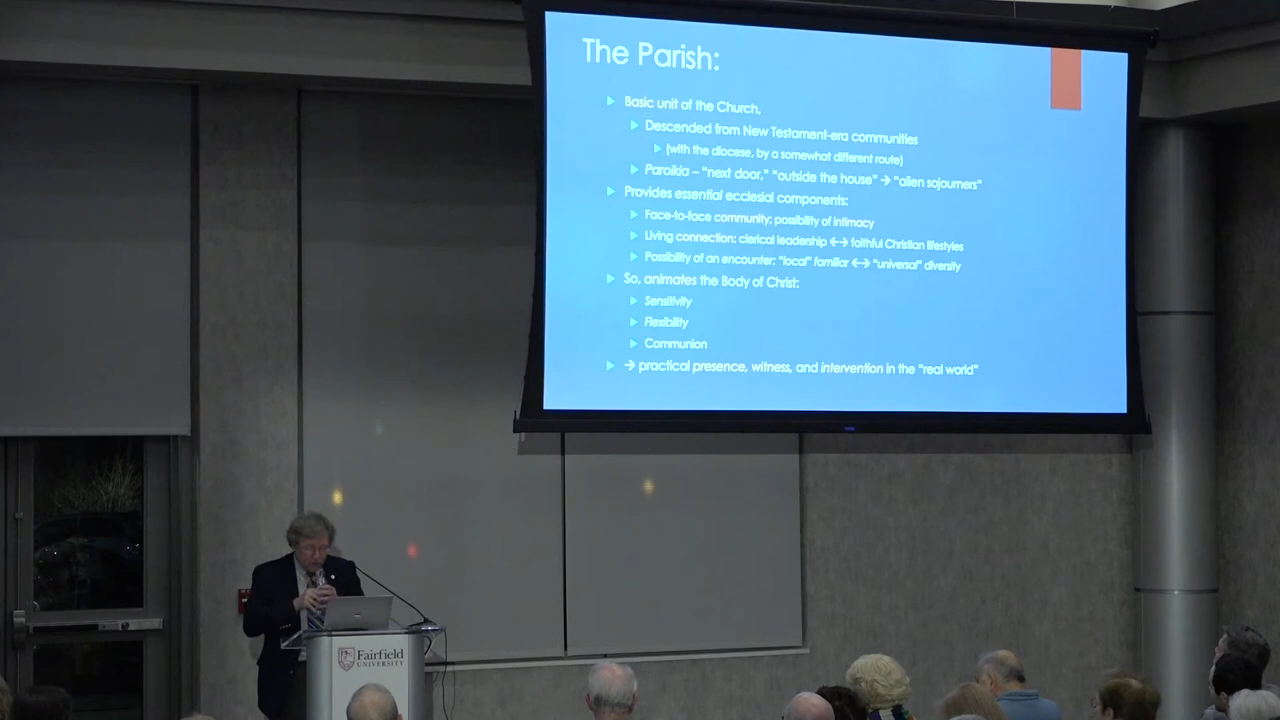 The Parish:
Basic unit of the Church,
Descended from New Testament-era communities
(with the diocese, by a somewhat different route)
Paroikia – “next door,” “outside the house” → “alien sojourners”
Provides essential ecclesial components:
Face-to-face community; possibility of intimacy
Living connection: clerical leadership ↔ faithful Christian lifestyles
Possibility of an encounter: “local” familiar ↔ “universal” diversity
So, animates the Body of Christ:
Sensitivity
Flexibility
Communion
→ practical presence, witness, and intervention in the “real world”
Fairfield
UNIVERSITY